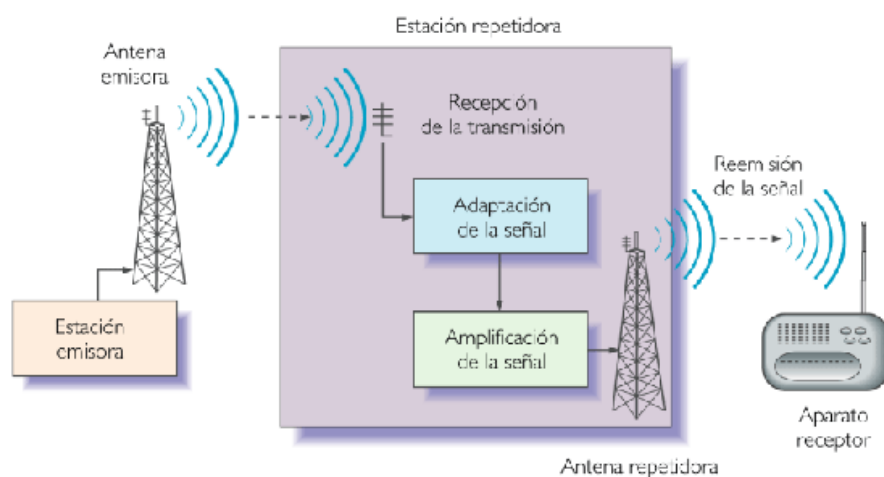 Estación repetidora
Antena
emisora
Recepción
de la transmisión
Reemisión
de la señal
Adaptación
de la señal
Estación
emisora
Amplificación
de la señal
Aparato
receptor
Antena repetidora